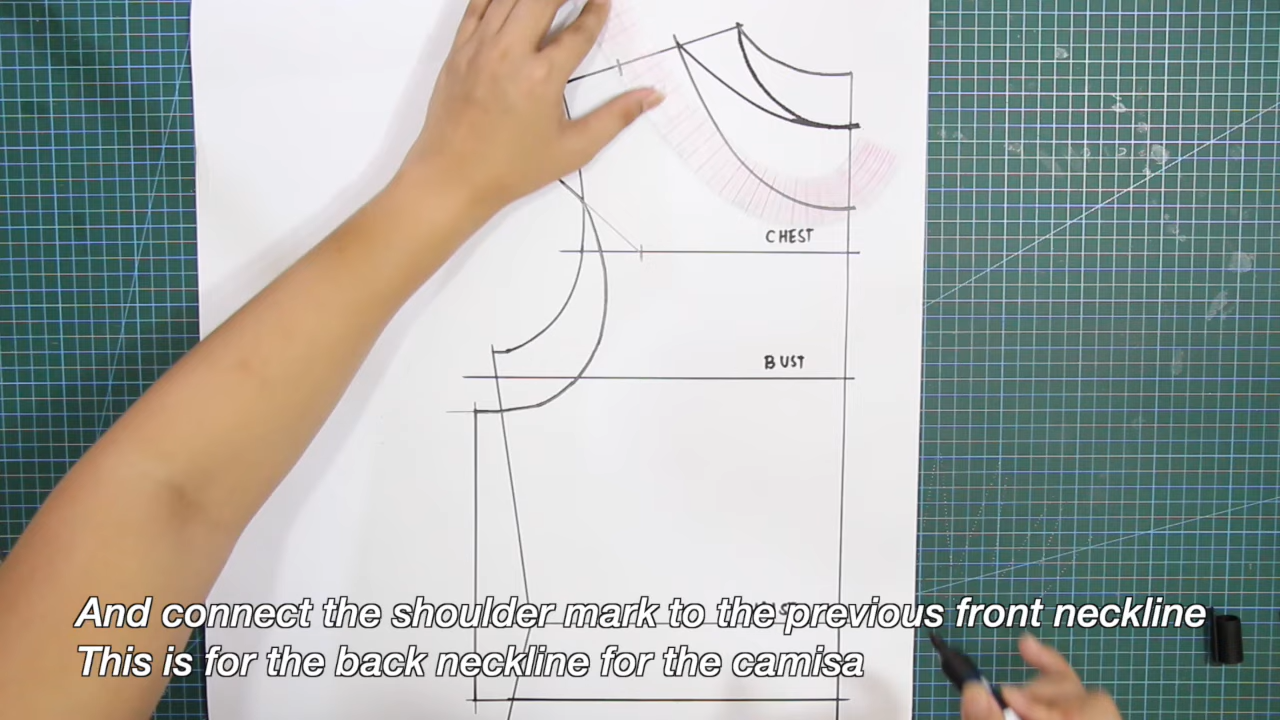 CHEST
BUST
And connect the shoulder mark to the previous front neckline
This is for the back neckline for the camisa